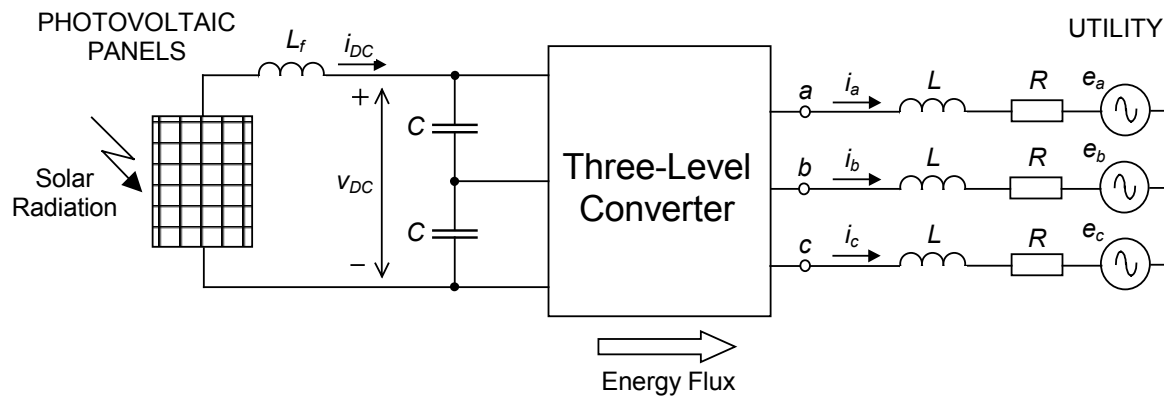 PHOTOVOLTAIC
PANELS
UTILITY
L_f
i_DC
+
C
v_DC
C
–
Solar
Radiation
Three-Level
Converter
a
i_a
L
R
e_a
b
i_b
L
R
e_b
c
i_c
L
R
e_c
Energy Flux